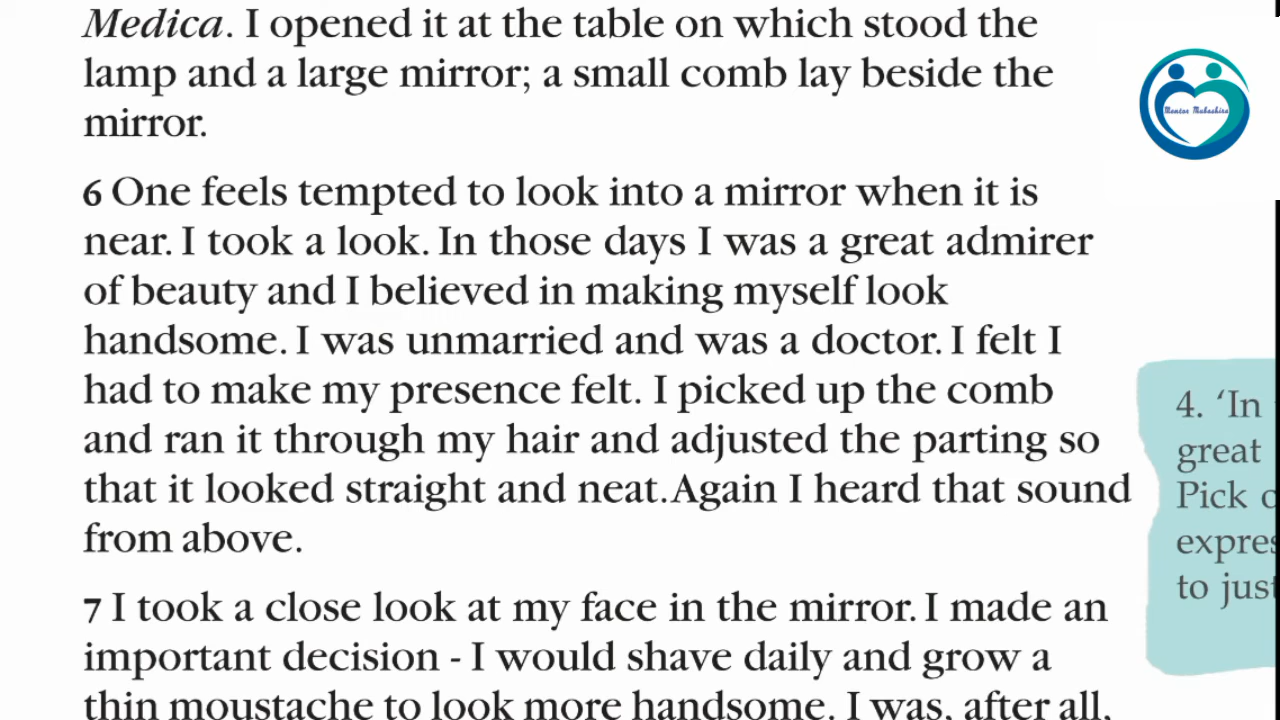 Medica. I opened it at the table on which stood the
lamp and a large mirror; a small comb lay beside the
mirror.
6 One feels tempted to look into a mirror when it is
near. I took a look. In those days I was a great admirer
of beauty and I believed in making myself look
handsome. I was unmarried and was a doctor. I felt I
had to make my presence felt. I picked up the comb
and ran it through my hair and adjusted the parting so
that it looked straight and neat. Again I heard that sound
from above.
7 I took a close look at my face in the mirror. I made an
important decision - I would shave daily and grow a
thin moustache to look more handsome. I was, after all,
Mentor Mubashira
4. ‘In
great
Pick
expres
to just